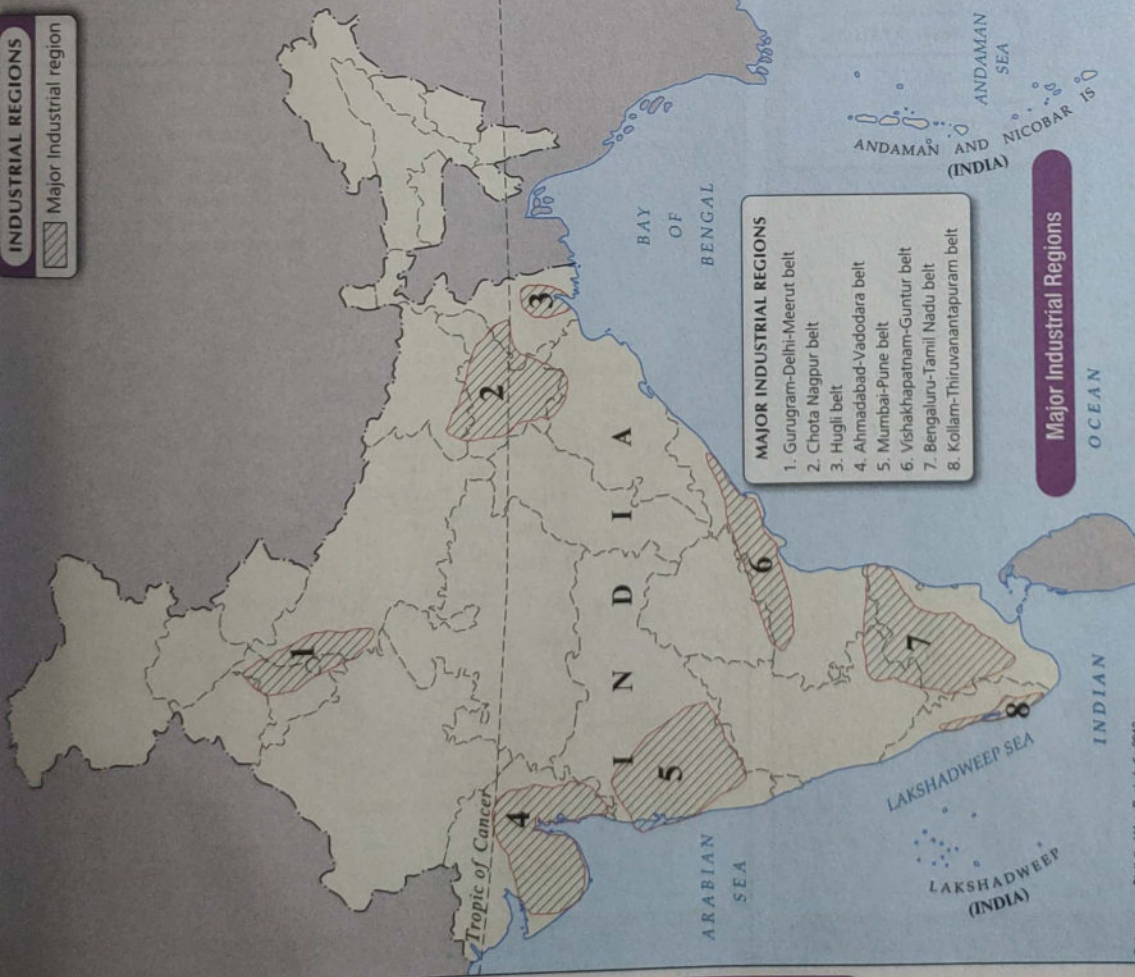 INDUSTRIAL REGIONS
Major Industrial region
Tropic of Cancer
1
2
3
4
5
6
7
8
I N D I A
ARABIAN
SEA
BAY
OF
BENGAL
ANDAMAN
SEA
ANDAMAN AND NICOBAR IS
(INDIA)
LAKSHADWEEP SEA
LAKSHADWEEP
(INDIA)
INDIAN
OCEAN
MAJOR INDUSTRIAL REGIONS
1. Gurugram-Delhi-Meerut belt
2. Chota Nagpur belt
3. Hugli belt
4. Ahmadabad-Vadodara belt
5. Mumbai-Pune belt
6. Vishakhapatnam-Guntur belt
7. Bengaluru-Tamil Nadu belt
8. Kollam-Thiruvanantapuram belt
Major Industrial Regions